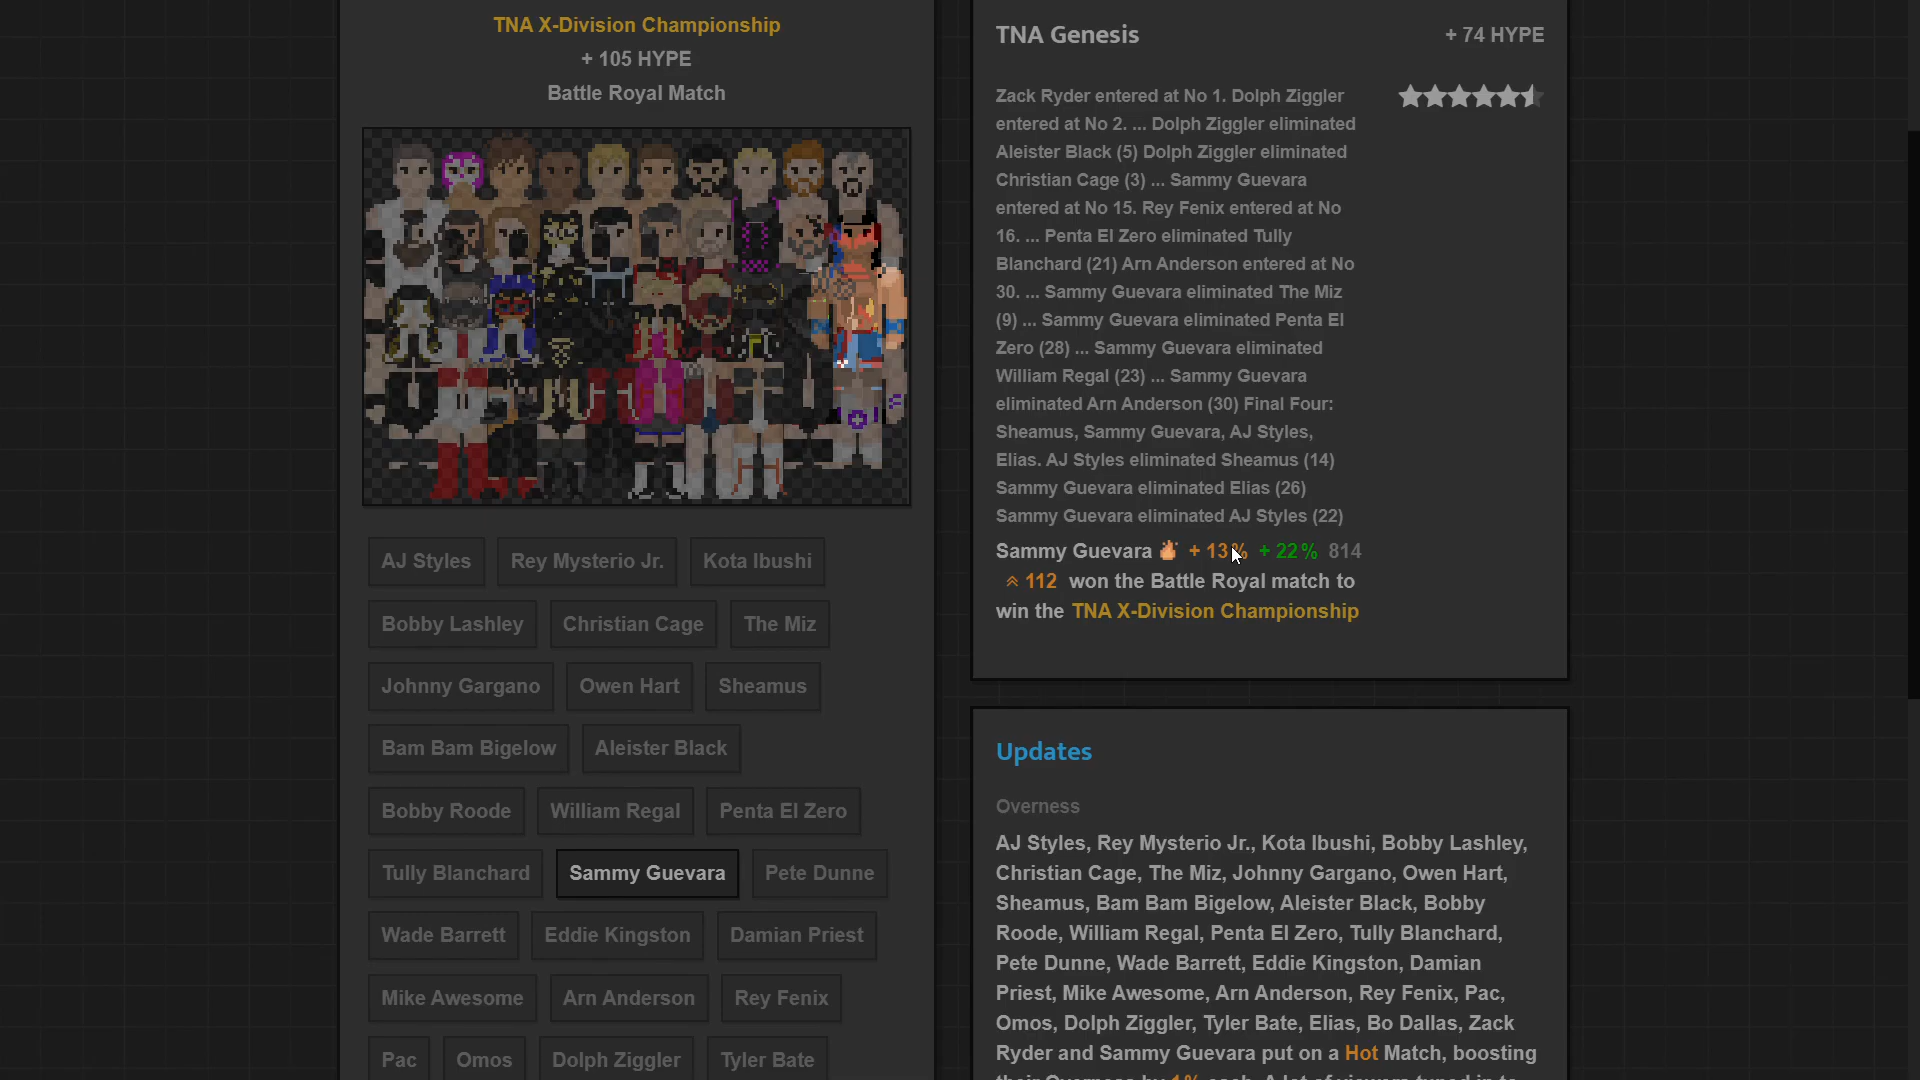 TNA X-Division Championship
+ 105 HYPE
Battle Royal Match
AJ Styles
Rey Mysterio Jr.
Kota Ibushi
Bobby Lashley
Christian Cage
The Miz
Johnny Gargano
Owen Hart
Sheamus
Bam Bam Bigelow
Aleister Black
Bobby Roode
William Regal
Penta El Zero
Tully Blanchard
Sammy Guevara
Pete Dunne
Wade Barrett
Eddie Kingston
Damian Priest
Mike Awesome
Arn Anderson
Rey Fenix
Pac
Omos
Dolph Ziggler
Tyler Bate
TNA Genesis
+ 74 HYPE
Zack Ryder entered at No 1. Dolph Ziggler
entered at No 2. ... Dolph Ziggler eliminated
Aleister Black (5) Dolph Ziggler eliminated
Christian Cage (3) ... Sammy Guevara
entered at No 15. Rey Fenix entered at No
16. ... Penta El Zero eliminated Tully
Blanchard (21) Arn Anderson entered at No
30. ... Sammy Guevara eliminated The Miz
(9) ... Sammy Guevara eliminated Penta El
Zero (28) ... Sammy Guevara eliminated
William Regal (23) ... Sammy Guevara
eliminated Arn Anderson (30) Final Four:
Sheamus, Sammy Guevara, AJ Styles,
Elias. AJ Styles eliminated Sheamus (14)
Sammy Guevara eliminated Elias (26)
Sammy Guevara eliminated AJ Styles (22)
Sammy Guevara + 13% + 22% 814
112 won the Battle Royal match to
win the TNA X-Division Championship
Updates
Overness
AJ Styles, Rey Mysterio Jr., Kota Ibushi, Bobby Lashley,
Christian Cage, The Miz, Johnny Gargano, Owen Hart,
Sheamus, Bam Bam Bigelow, Aleister Black, Bobby
Roode, William Regal, Penta El Zero, Tully Blanchard,
Pete Dunne, Wade Barrett, Eddie Kingston, Damian
Priest, Mike Awesome, Arn Anderson, Rey Fenix, Pac,
Omos, Dolph Ziggler, Tyler Bate, Elias, Bo Dallas, Zack
Ryder and Sammy Guevara put on a Hot Match, boosting
their Overness by 1% each. A lot of viewers tuned in to